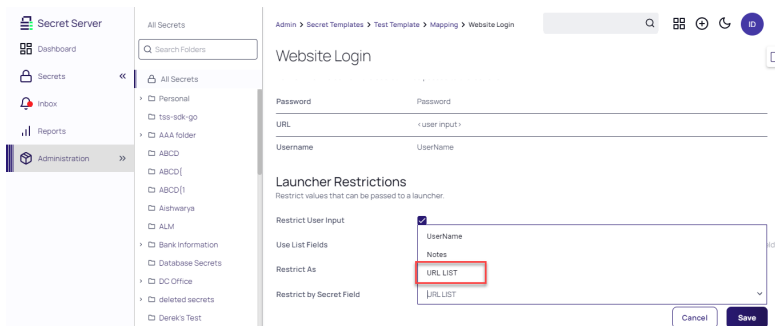 Secret Server
Dashboard
Secrets
Inbox
Reports
Administration
All Secrets
Search Folders
All Secrets
Personal
tss-sdk-go
AAA folder
ABCD
ABCD[
ABCD{1
Aishwarya
ALM
Bank Information
Database Secrets
DC Office
deleted secrets
Derek's Test
Admin > Secret Templates > Test Template > Mapping > Website Login
ID
Website Login
Password Password
URL <user input>
Username UserName
Launcher Restrictions
Restrict values that can be passed to a launcher.
Restrict User Input
Use List Fields
Restrict As
Restrict by Secret Field
UserName
Notes
URL LIST
URL LIST
Cancel Save